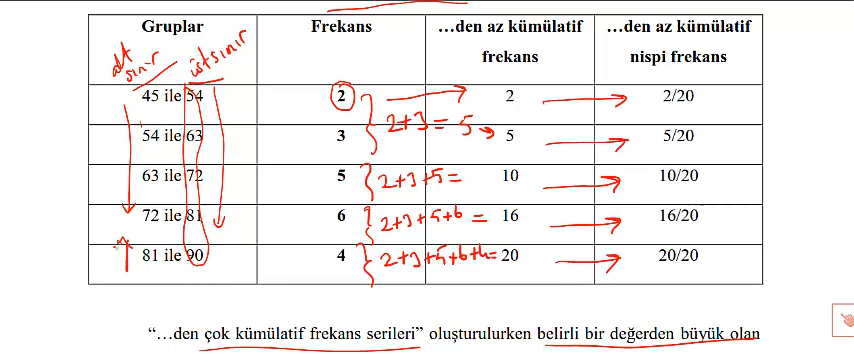 Gruplar Frekans …den az kümülatif frekans …den az kümülatif nispi frekans
alt sınır üst sınır
45 ile 54 2 2 2/20
2+3 = 5
54 ile 63 3 5 5/20
63 ile 72 5 2+3+5= 10 10/20
72 ile 81 6 2+3+5+6 = 16 16/20
81 ile 90 4 2+3+5+6+4= 20 20/20
“…den çok kümülatif frekans serileri” oluşturulurken belirli bir değerden büyük olan